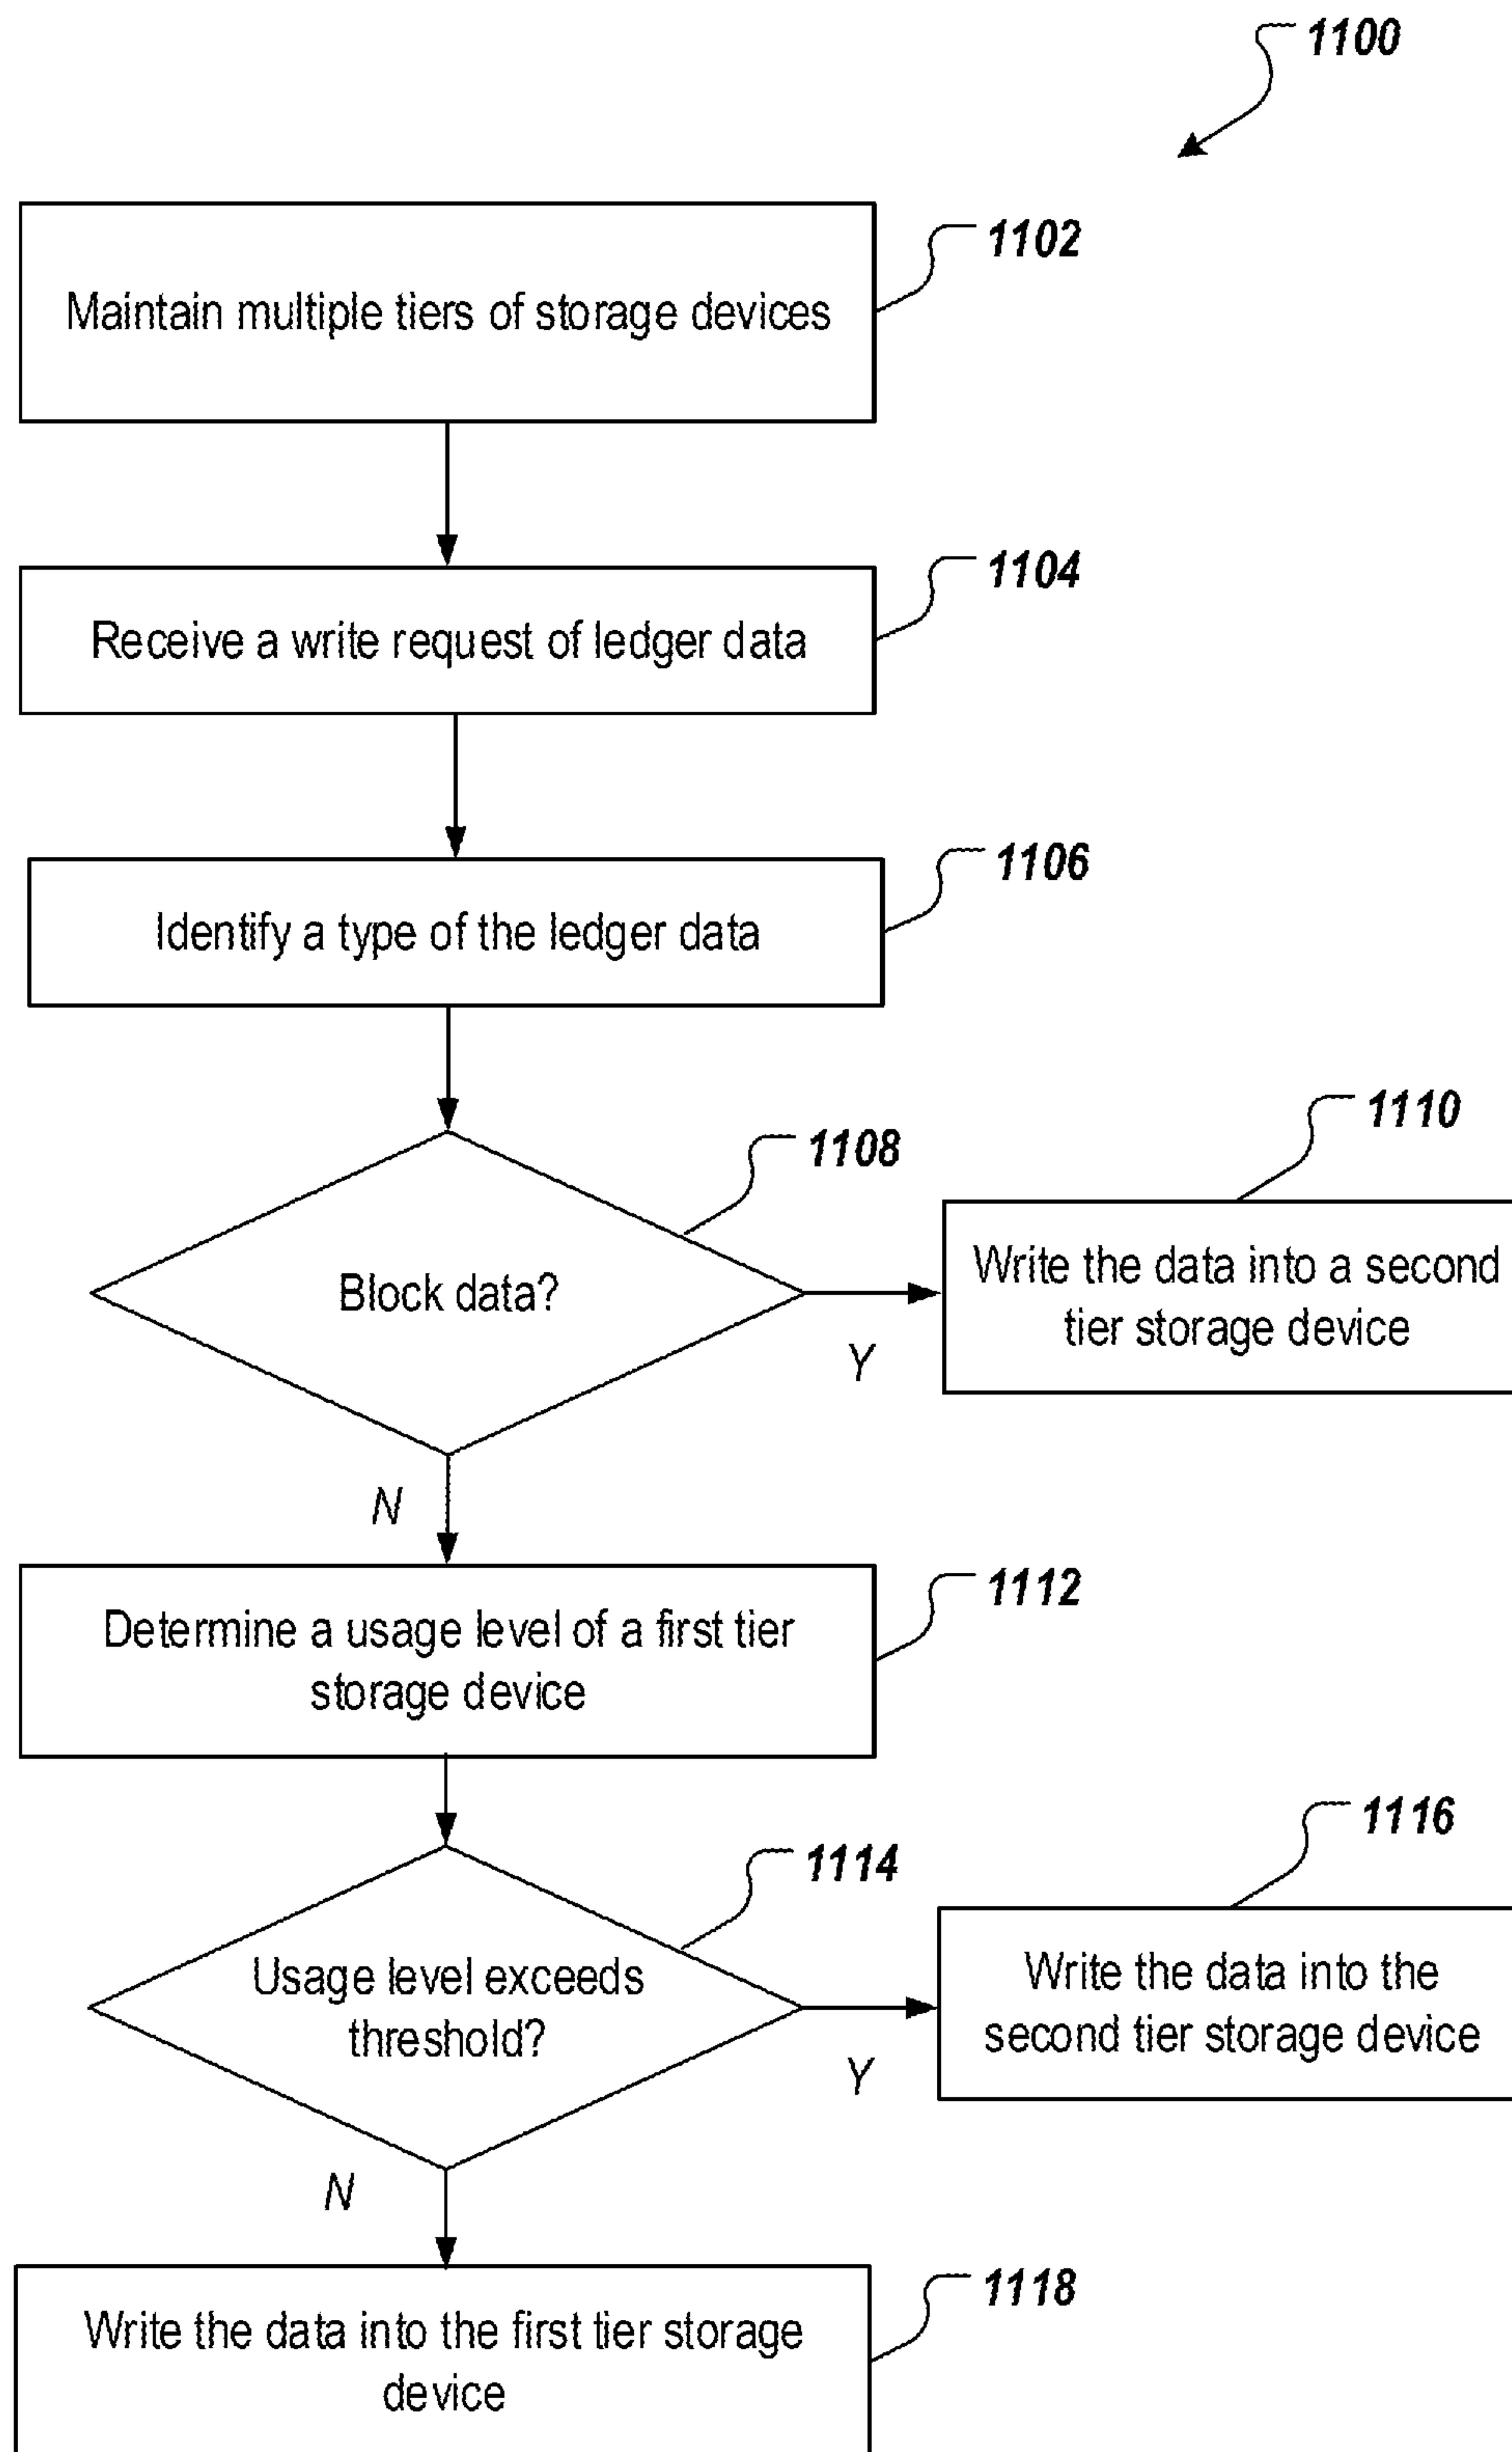 1100
1102
Maintain multiple tiers of storage devices
1104
Receive a write request of ledger data
1106
Identify a type of the ledger data
1108
Block data?
Y
1110
Write the data into a second
tier storage device
N
1112
Determine a usage level of a first tier
storage device
1114
Usage level exceeds
threshold?
Y
1116
Write the data into the
second tier storage device
N
1118
Write the data into the first tier storage
device